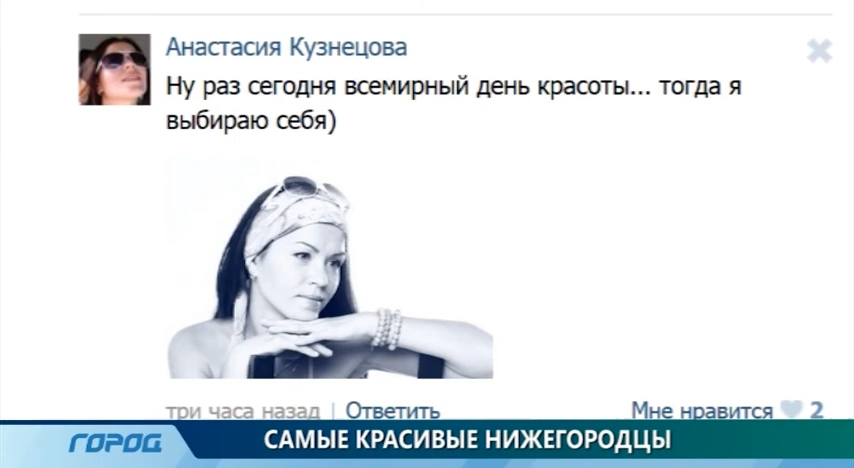 Анастасия Кузнецова
Ну раз сегодня всемирный день красоты... тогда я
выбираю себя)
три часа назад | Ответить
Мне нравится 2
ГОРОД
САМЫЕ КРАСИВЫЕ НИЖЕГОРОДЦЫ